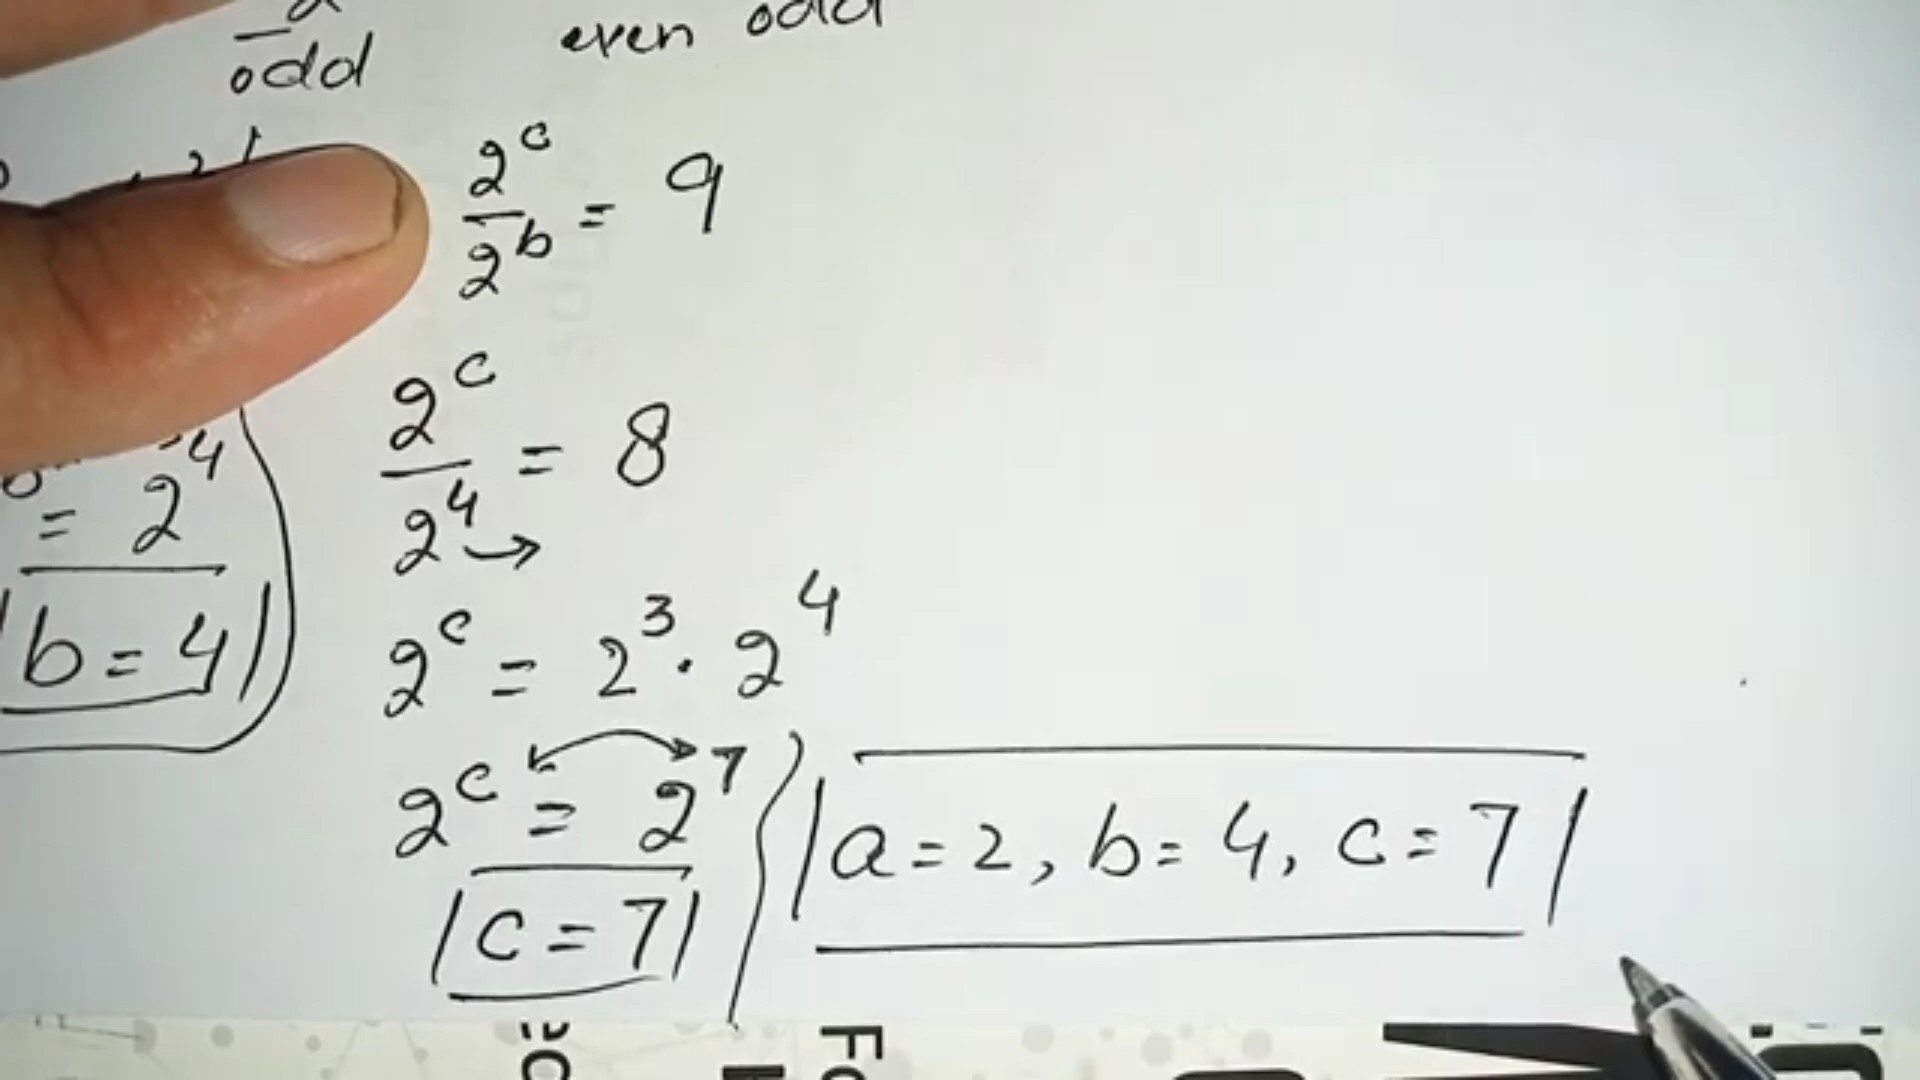 odd even odd
2^c/2^b = 9
2^c/2^4 = 8
= 2^4
b = 4
2^c = 2^3 · 2^4
2^c = 2^7
c = 7
a = 2, b = 4, c = 7